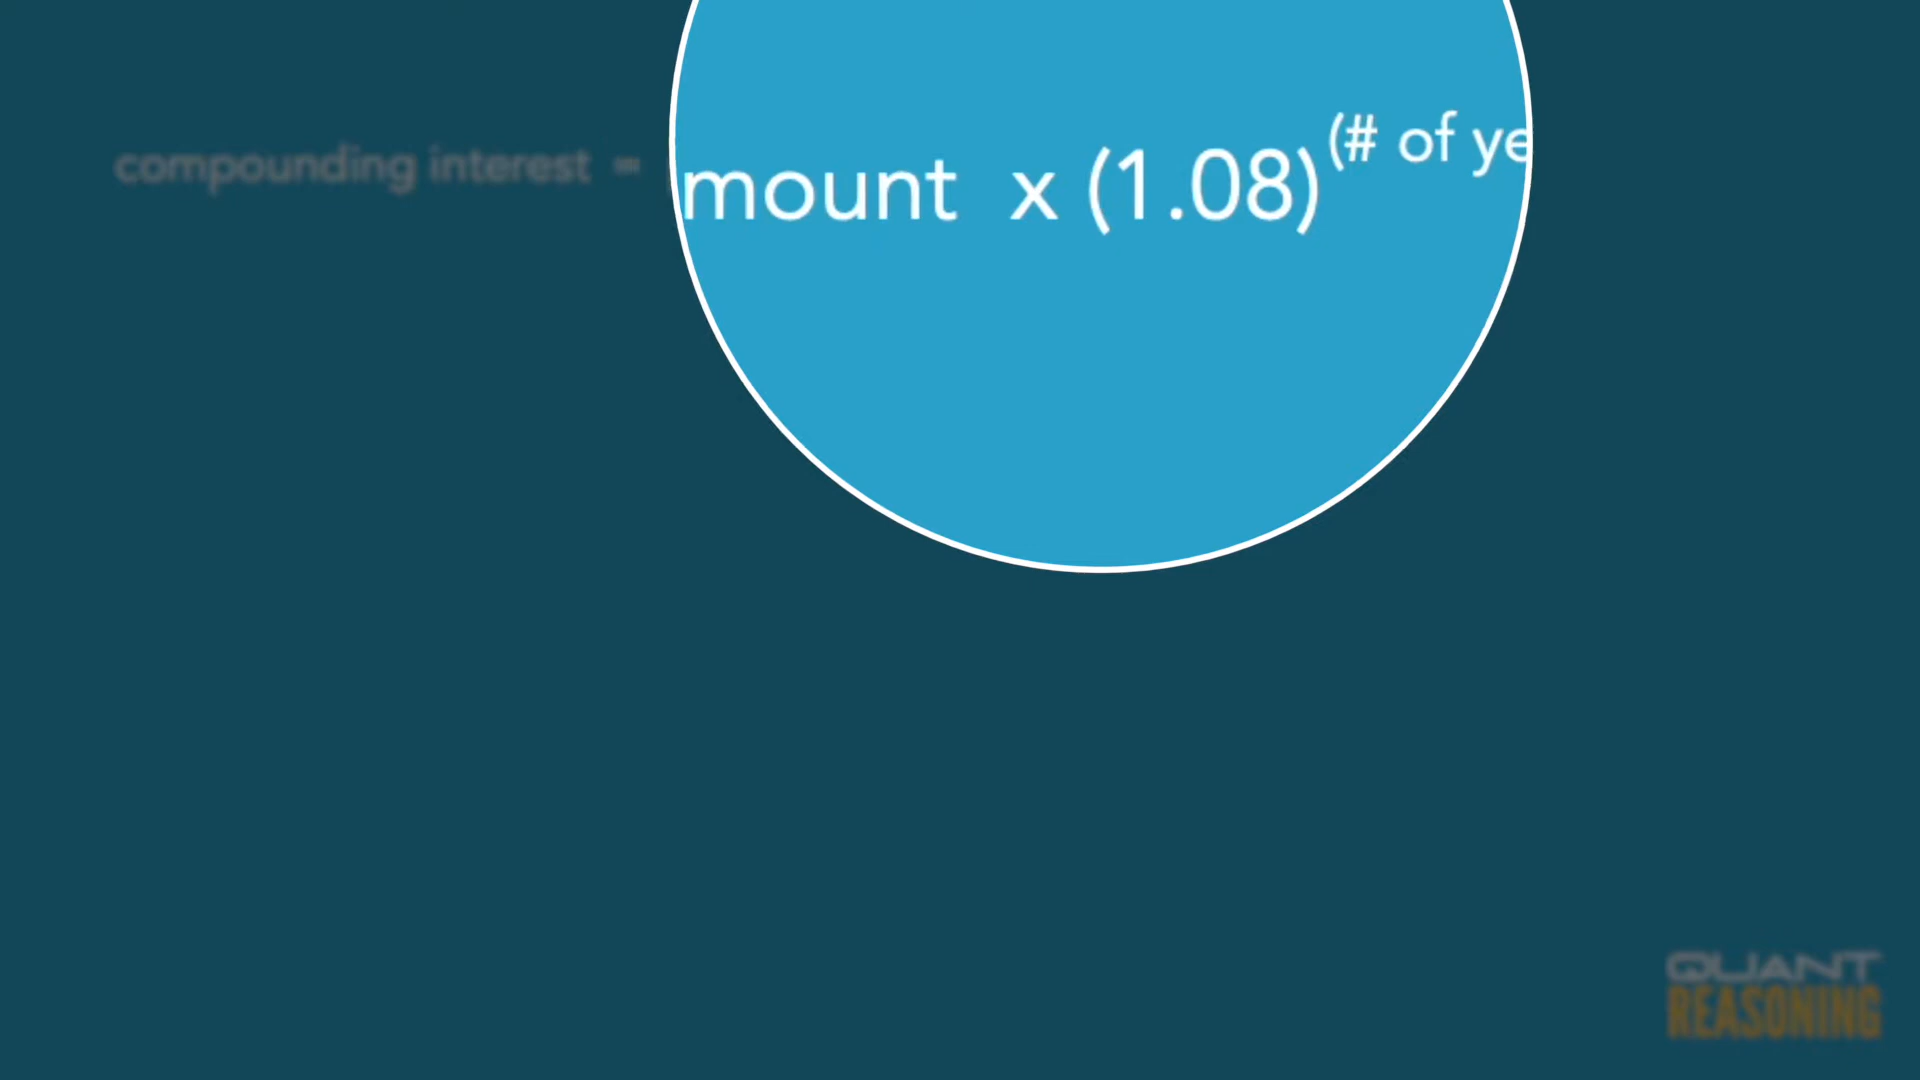 compounding interest = mount x (1.08)(# of ye
QUANT
REASONING